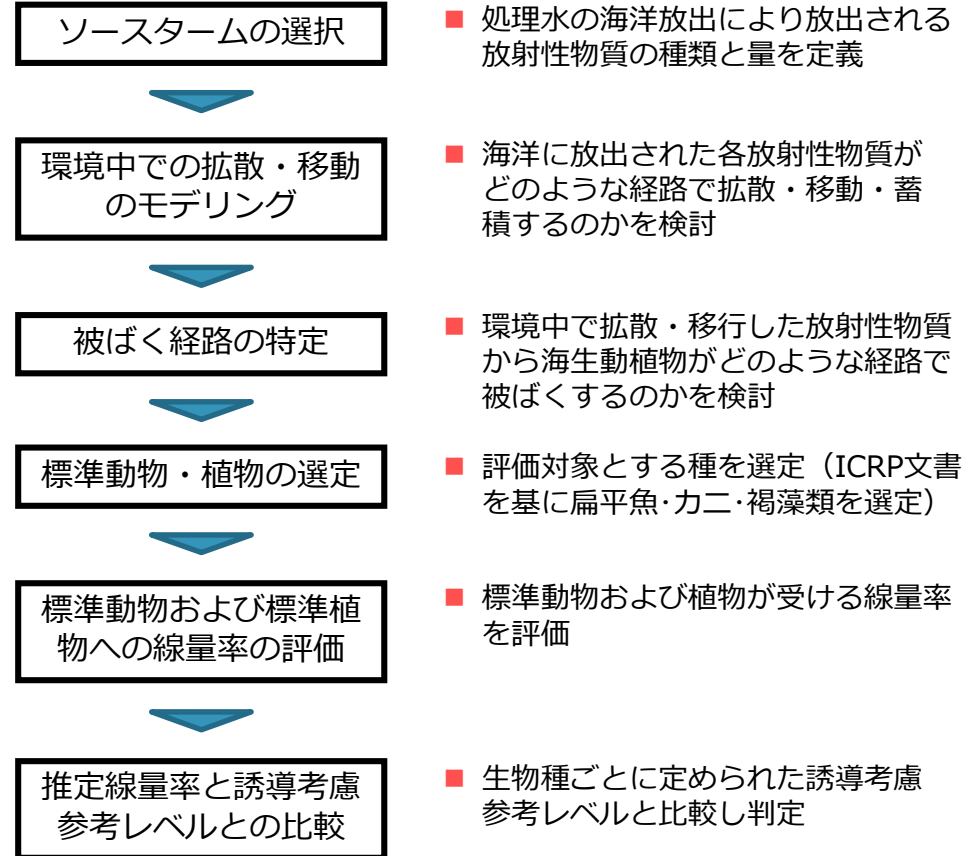 ソースタームの選択
■ 処理水の海洋放出により放出される
放射性物質の種類と量を定義
環境中での拡散・移動
のモデリング
■ 海洋に放出された各放射性物質が
どのような経路で拡散・移動・蓄
積するのかを検討
被ばく経路の特定
■ 環境中で拡散・移行した放射性物質
から海生動植物がどのような経路で
被ばくするのかを検討
標準動物・植物の選定
■ 評価対象とする種を選定（ICRP文書
を基に扁平魚･カニ･褐藻類を選定）
標準動物および標準植
物への線量率の評価
■ 標準動物および植物が受ける線量率
を評価
推定線量率と誘導考慮
参考レベルとの比較
■ 生物種ごとに定められた誘導考慮
参考レベルと比較し判定